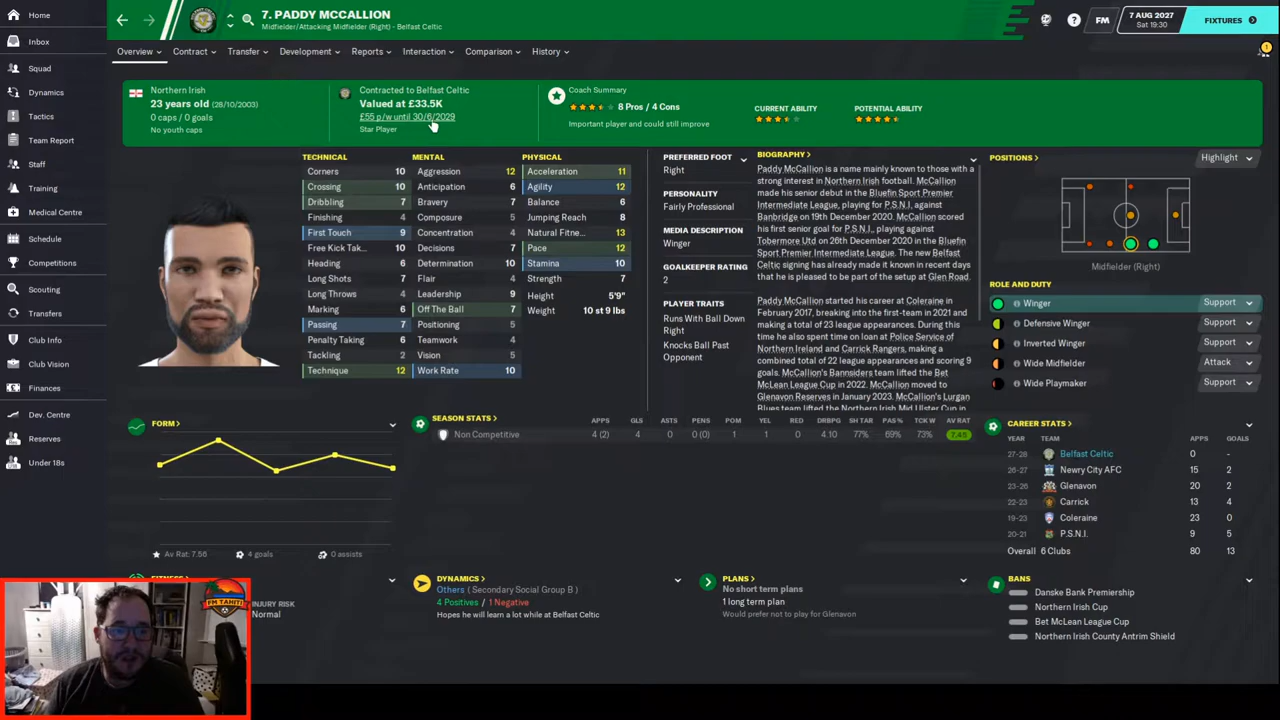 7. PADDY MCCALLION
Midfielder/Attacking Midfielder (Right) - Belfast Celtic
FM
7 AUG 2027
Sat 19:30
FIXTURES
Home
Inbox
Squad
Dynamics
Tactics
Team Report
Staff
Training
Medical Centre
Schedule
Competitions
Scouting
Transfers
Club Info
Club Vision
Finances
Dev. Centre
Reserves
Under 18s
Overview
Contract
Transfer
Development
Reports
Interaction
Comparison
History
1
Northern Irish
23 years old (28/10/2003)
0 caps / 0 goals
No youth caps
Contracted to Belfast Celtic
Valued at £33.5K
£55 p/w until 30/6/2029
Star Player
Coach Summary
8 Pros / 4 Cons
Important player and could still improve
CURRENT ABILITY
POTENTIAL ABILITY
TECHNICAL
Corners 10
Crossing 10
Dribbling 7
Finishing 4
First Touch 9
Free Kick Tak... 10
Heading 6
Long Shots 7
Long Throws 4
Marking 6
Passing 7
Penalty Taking 6
Tackling 2
Technique 12
MENTAL
Aggression 12
Anticipation 6
Bravery 7
Composure 5
Concentration 4
Decisions 7
Determination 10
Flair 4
Leadership 9
Off The Ball 7
Positioning 5
Teamwork 4
Vision 5
Work Rate 10
PHYSICAL
Acceleration 11
Agility 12
Balance 6
Jumping Reach 8
Natural Fitne... 13
Pace 12
Stamina 10
Strength 7
Height 5'9"
Weight 10 st 9 lbs
PREFERRED FOOT
Right
PERSONALITY
Fairly Professional
MEDIA DESCRIPTION
Winger
GOALKEEPER RATING
2
PLAYER TRAITS
Runs With Ball Down
Right
Knocks Ball Past
Opponent
BIOGRAPHY
Paddy McCallion is a name mainly known to those with a
strong interest in Northern Irish football. McCallion
made his senior debut in the Bluefin Sport Premier
Intermediate League, playing for P.S.N.I. against
Banbridge on 19th December 2020. McCallion scored
his first senior goal for P.S.N.I., playing against
Tobermore Utd on 26th December 2020 in the Bluefin
Sport Premier Intermediate League. The new Belfast
Celtic signing has already made it known in recent days
that he is pleased to be part of the setup at Glen Road.
Paddy McCallion started his career at Coleraine in
February 2017, breaking into the first-team in 2021 and
making a total of 23 league appearances. During this
time he also spent time on loan at Police Service of
Northern Ireland and Carrick Rangers, making a
combined total of 22 league appearances and scoring 9
goals. McCallion's Bannsiders team lifted the Bet
McLean League Cup in 2022. McCallion moved to
Glenavon Reserves in January 2023. McCallion's Lurgan
Blues team lifted the Northern Irish Mid Ulster Cup in
POSITIONS
Highlight
Midfielder (Right)
ROLE AND DUTY
Winger Support
Defensive Winger Support
Inverted Winger Support
Wide Midfielder Attack
Wide Playmaker Support
FORM
Av Rat: 7.56
4 goals
0 assists
SEASON STATS
APPS GLS ASTS PENS POM YEL RED DRBPG SH TAR PAS% TCK W AV RAT
Non Competitive 4 (2) 4 0 0 (0) 1 1 0 4.10 77% 69% 73% 7.45
CAREER STATS
YEAR TEAM APPS GOALS
27-28 Belfast Celtic 0 -
26-27 Newry City AFC 15 2
23-26 Glenavon 20 2
22-23 Carrick 13 4
19-23 Coleraine 23 0
20-21 P.S.N.I. 9 5
Overall 6 Clubs 80 13
FM TAHITI
INJURY RISK
Normal
DYNAMICS
Others ( Secondary Social Group B )
4 Positives / 1 Negative
Hopes he will learn a lot while at Belfast Celtic
PLANS
No short term plans
1 long term plan
Would prefer not to play for Glenavon
BANS
Danske Bank Premiership
Northern Irish Cup
Bet McLean League Cup
Northern Irish County Antrim Shield